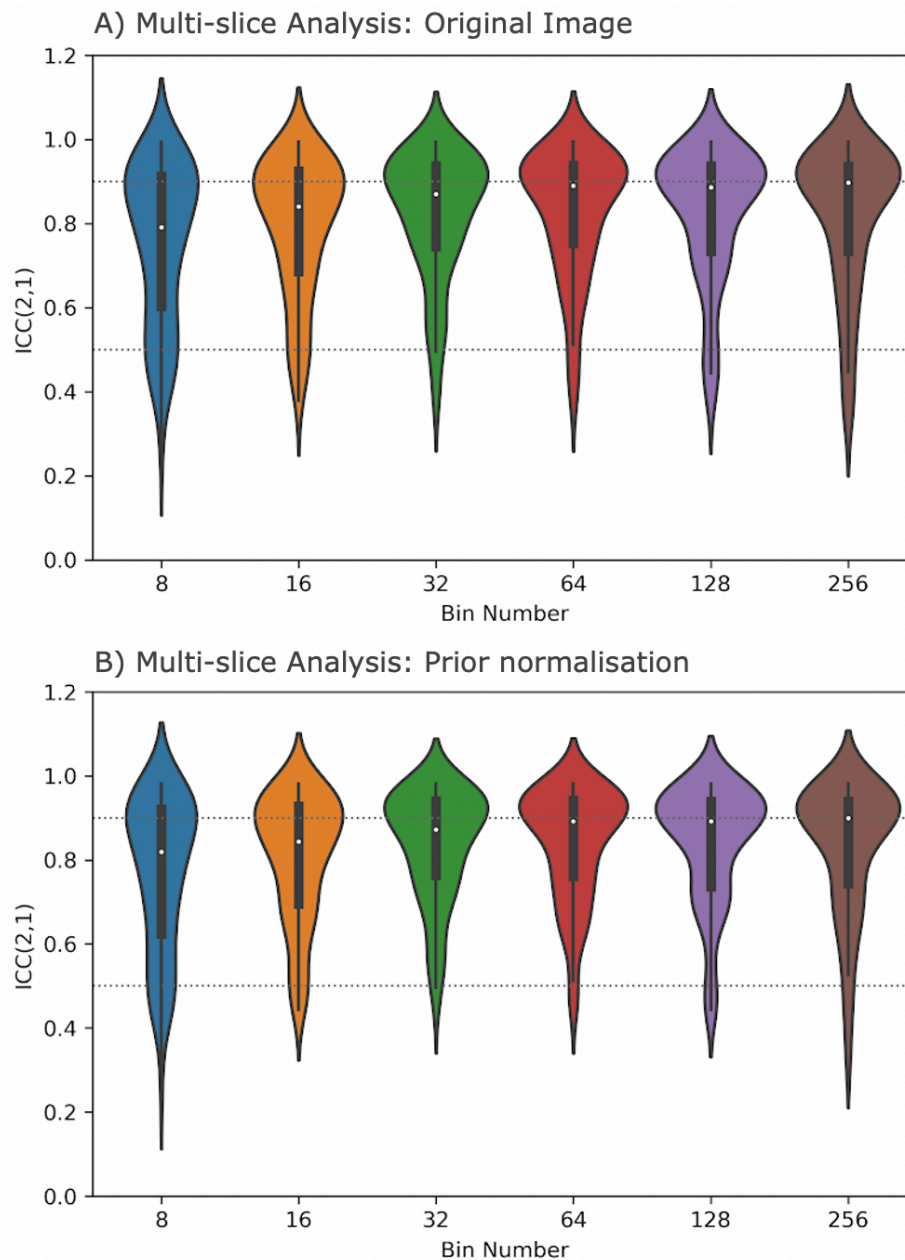 A) Multi-slice Analysis: Original Image
1.2
1.0
0.8
0.6
0.4
0.2
0.0
ICC(2,1)
8 16 32 64 128 256
Bin Number
B) Multi-slice Analysis: Prior normalisation
1.2
1.0
0.8
0.6
0.4
0.2
0.0
ICC(2,1)
8 16 32 64 128 256
Bin Number